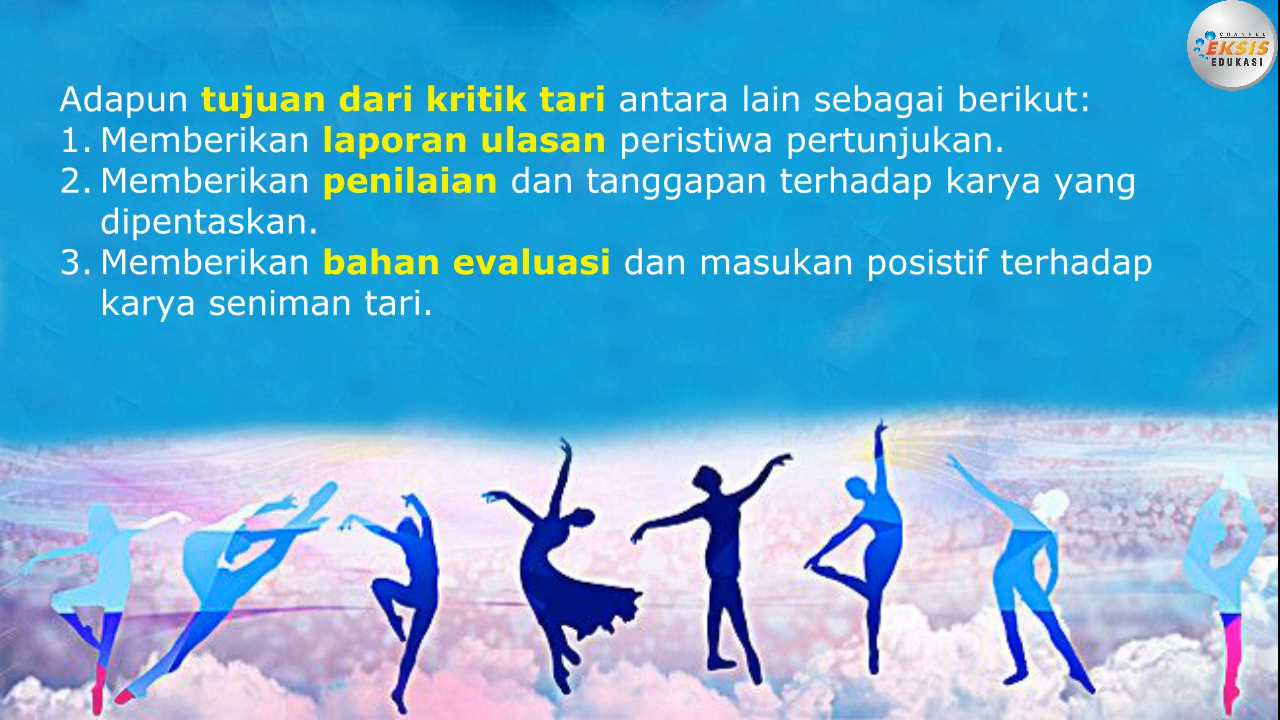 CHANNEL
EKSIS
EDUKASI
Adapun tujuan dari kritik tari antara lain sebagai berikut:
1. Memberikan laporan ulasan peristiwa pertunjukan.
2. Memberikan penilaian dan tanggapan terhadap karya yang
dipentaskan.
3. Memberikan bahan evaluasi dan masukan posistif terhadap
karya seniman tari.